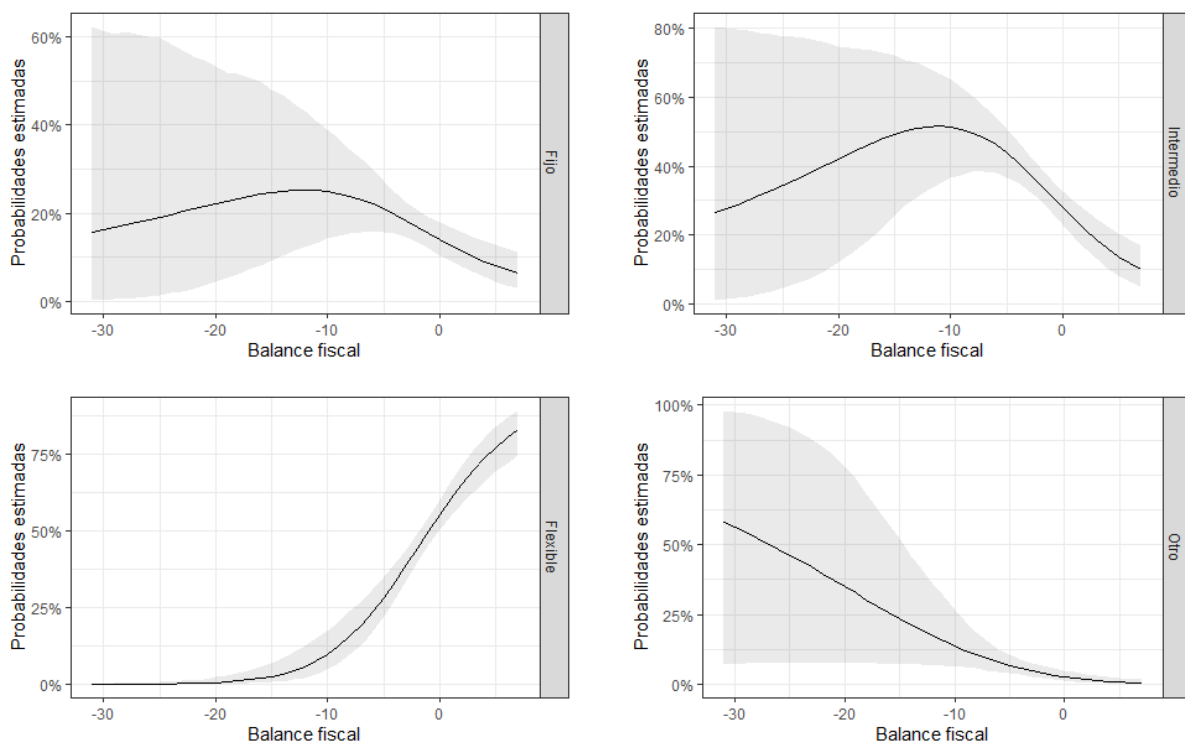 Probabilidades estimadas
60%
40%
20%
0%
-30
-20
-10
0
Balance fiscal
Fijo
Probabilidades estimadas
80%
60%
40%
20%
0%
-30
-20
-10
0
Balance fiscal
Intermedio
Probabilidades estimadas
75%
50%
25%
0%
-30
-20
-10
0
Balance fiscal
Flexible
Probabilidades estimadas
100%
75%
50%
25%
0%
-30
-20
-10
0
Balance fiscal
Otro